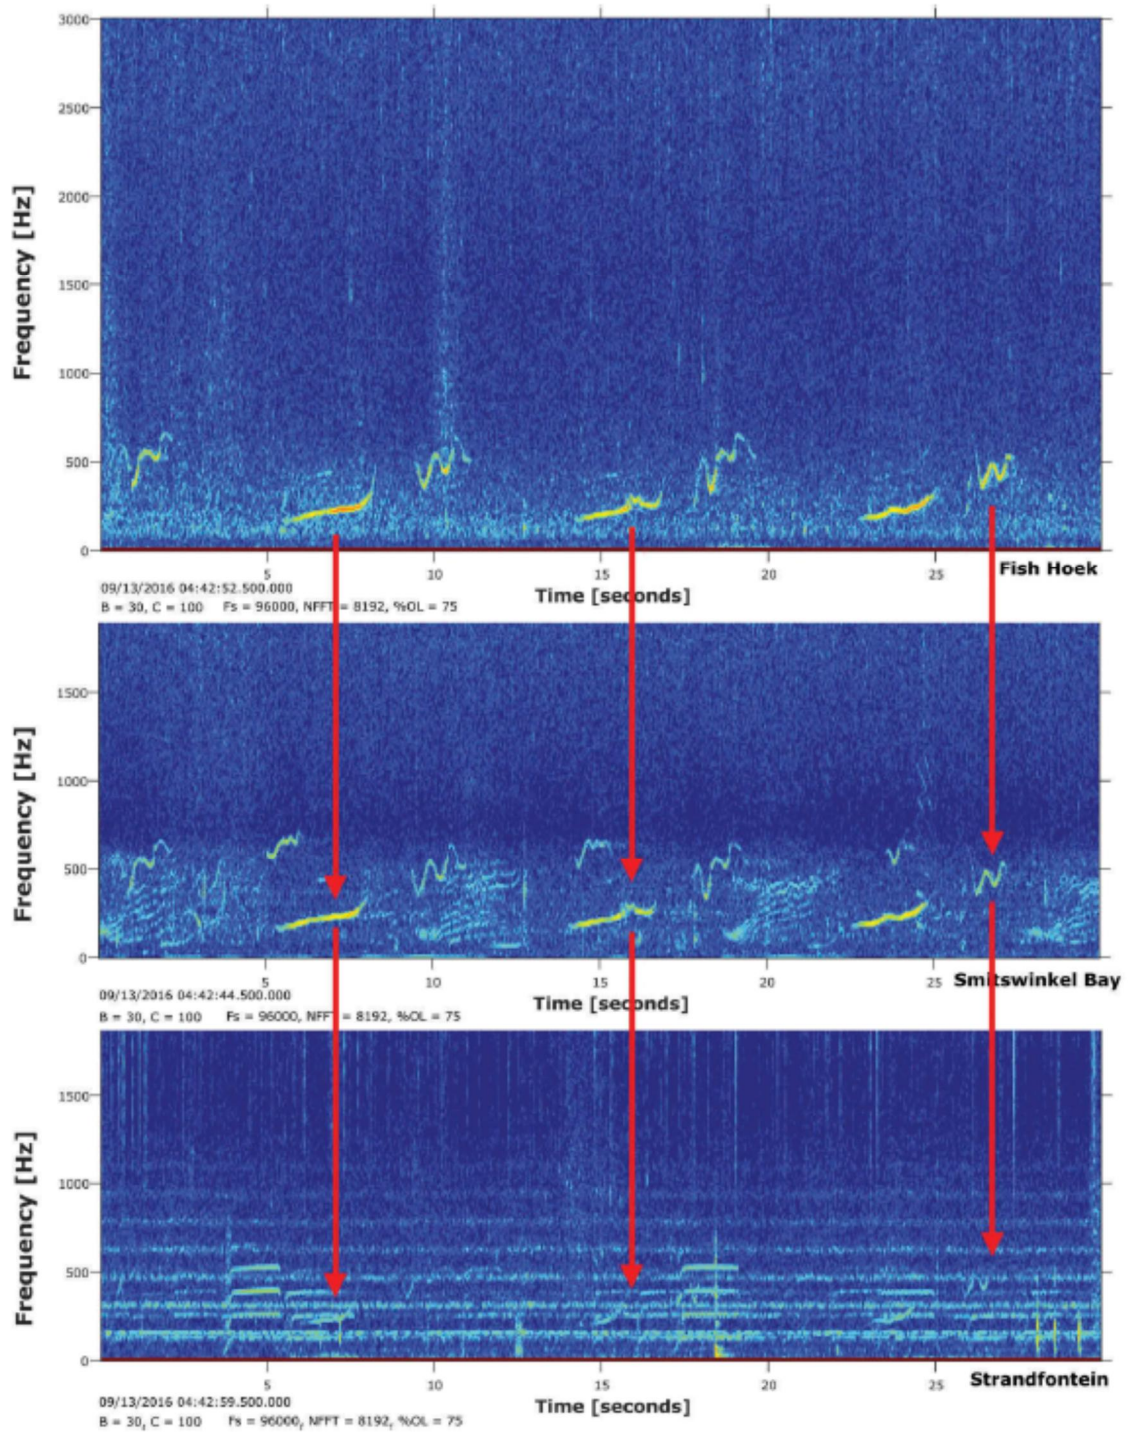 3000
2500
2000
1500
1000
500
0
Frequency [Hz]
5 10 15 20 25
Fish Hoek
09/13/2016 04:42:52.500.000
Time [seconds]
B = 30, C = 100 Fs = 96000, NFFT = 8192, %OL = 75
1500
1000
500
0
Frequency [Hz]
5 10 15 20 25
Smitswinkel Bay
09/13/2016 04:42:44.500.000
Time [seconds]
B = 30, C = 100 Fs = 96000, NFFT = 8192, %OL = 75
1500
1000
500
0
Frequency [Hz]
5 10 15 20 25
Strandfontein
09/13/2016 04:42:59.500.000
Time [seconds]
B = 30, C = 100 Fs = 96000, NFFT = 8192, %OL = 75